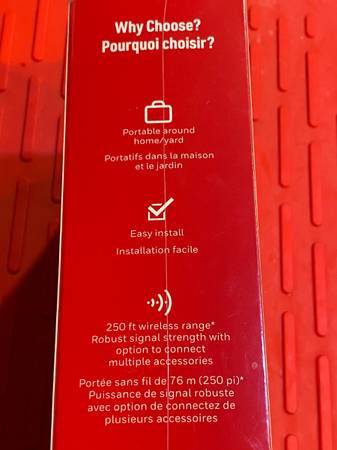 Why Choose?
Pourquoi choisir?
Portable around
home/yard
Portatifs dans la maison
et le jardin
Easy install
Installation facile
250 ft wireless range*
Robust signal strength with
option to connect
multiple accessories
Portée sans fil de 76 m (250 pi)*
Puissance de signal robuste
avec option de connectez de
plusieurs accessoires